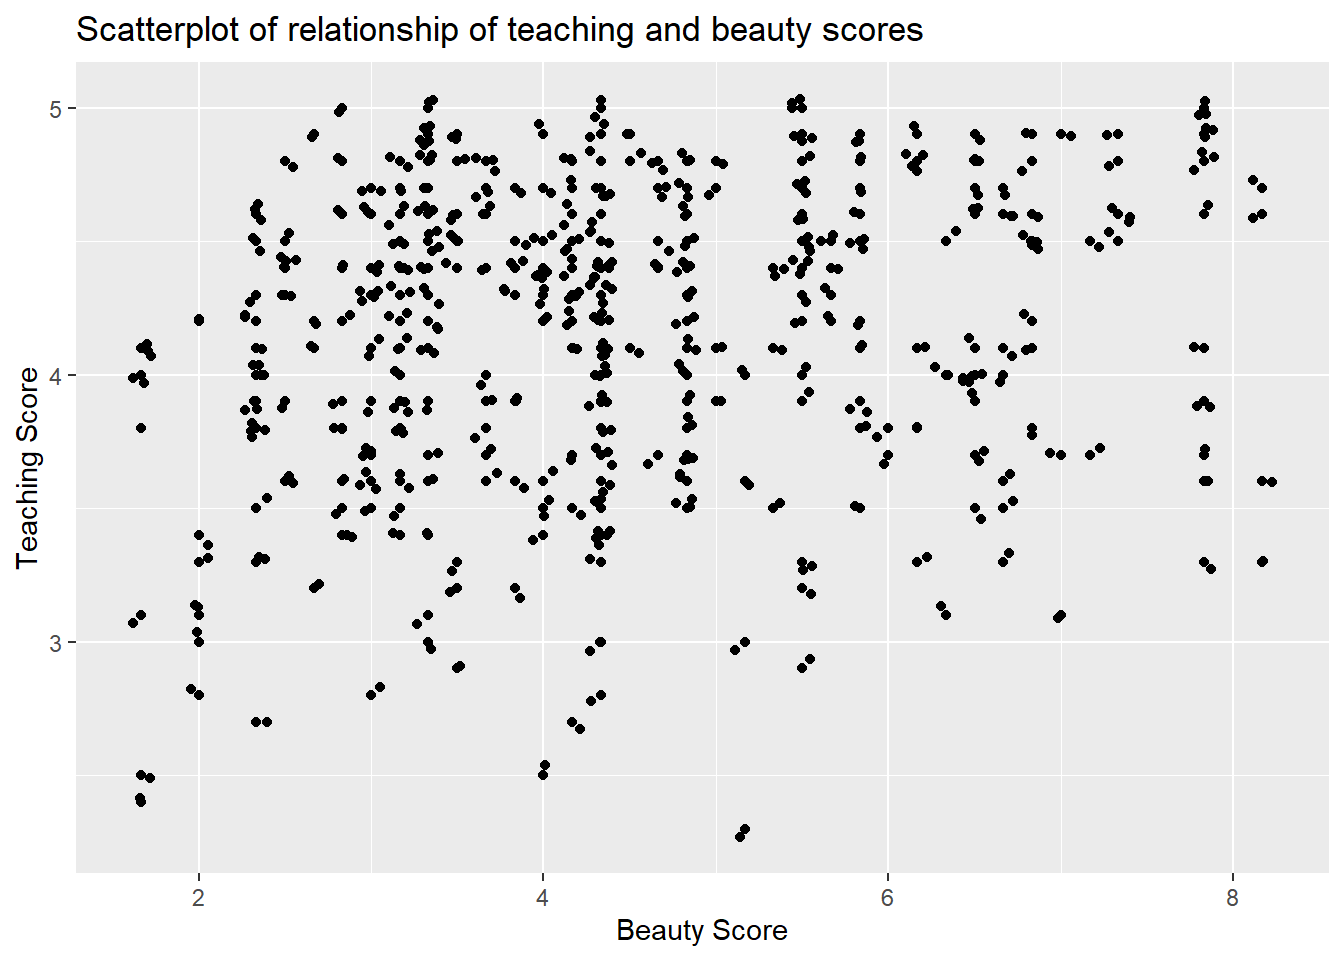 Scatterplot of relationship of teaching and beauty scores
5
4
3
Teaching Score
2 4 6 8
Beauty Score